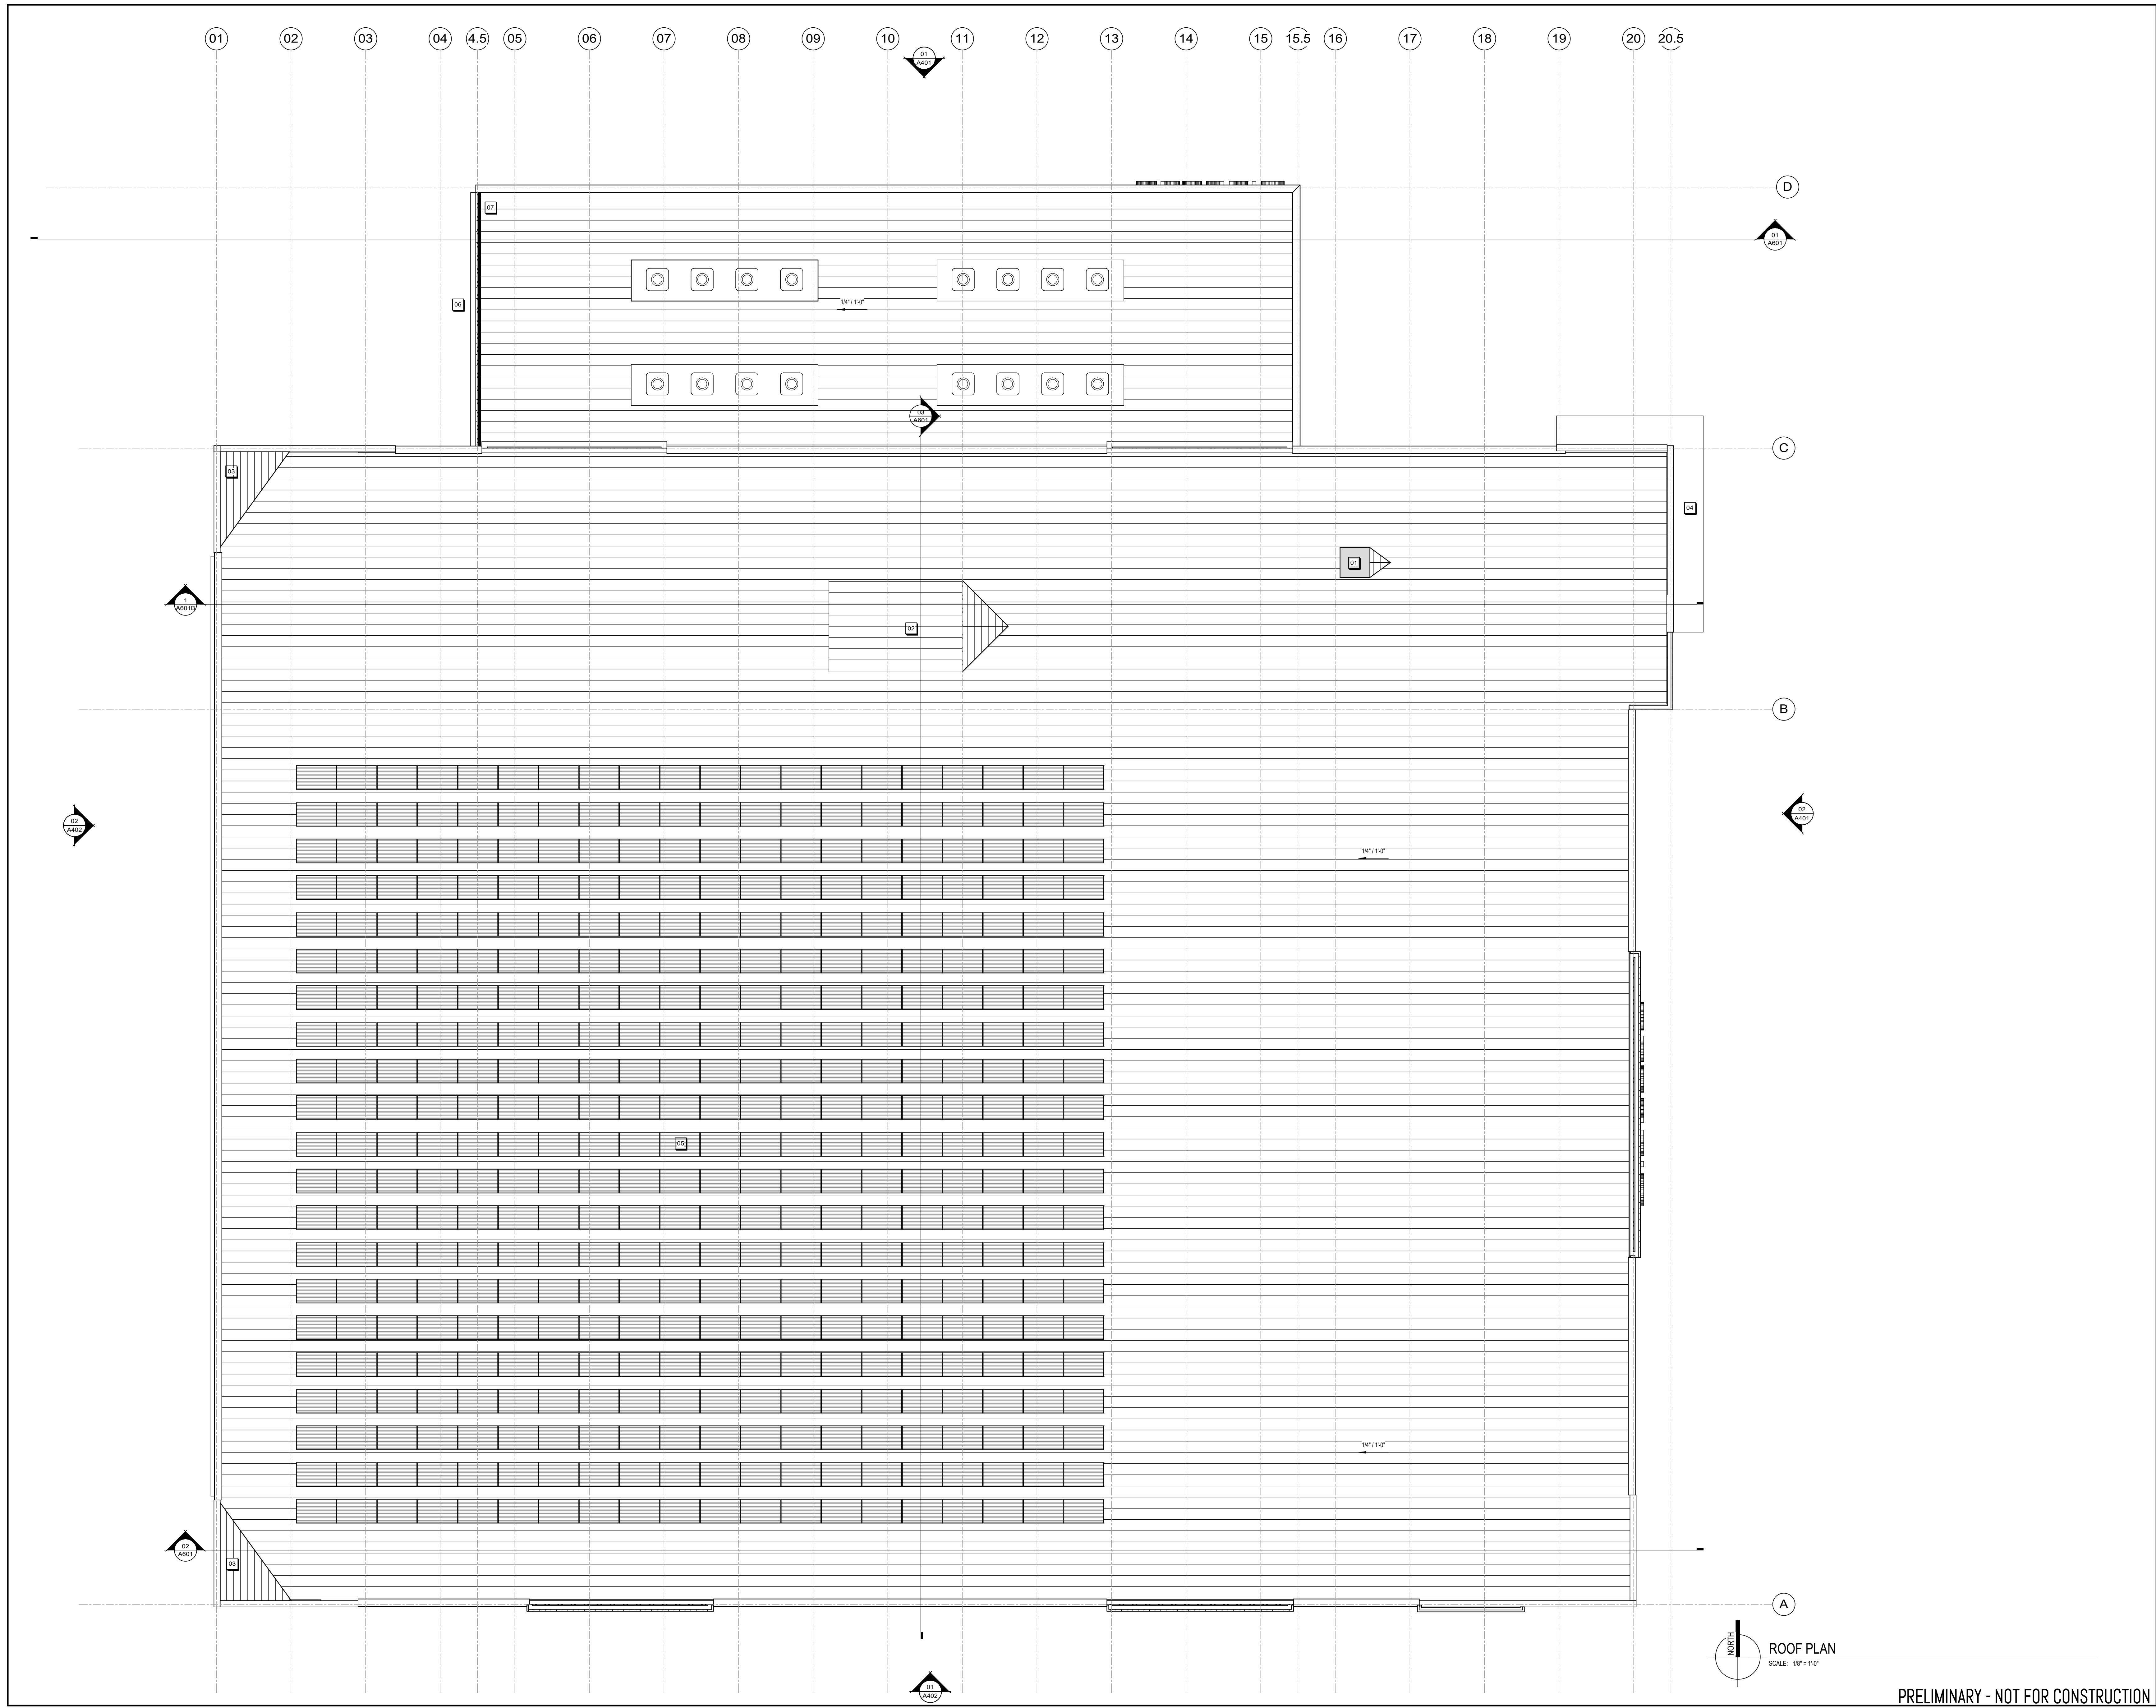 01 02 03 04 4.5 05 06 07 08 09 10 11 12 13 14 15 15.5 16 17 18 19 20 20.5
01
A401
D
07
01
A601
06
1/4" / 1'-0"
03
A601
C
03
04
01
1
A601B
02
B
02
A402
02
A401
1/4" / 1'-0"
05
1/4" / 1'-0"
02
A601
03
A
NORTH
ROOF PLAN
SCALE: 1/8" = 1'-0"
01
A402
PRELIMINARY - NOT FOR CONSTRUCTION